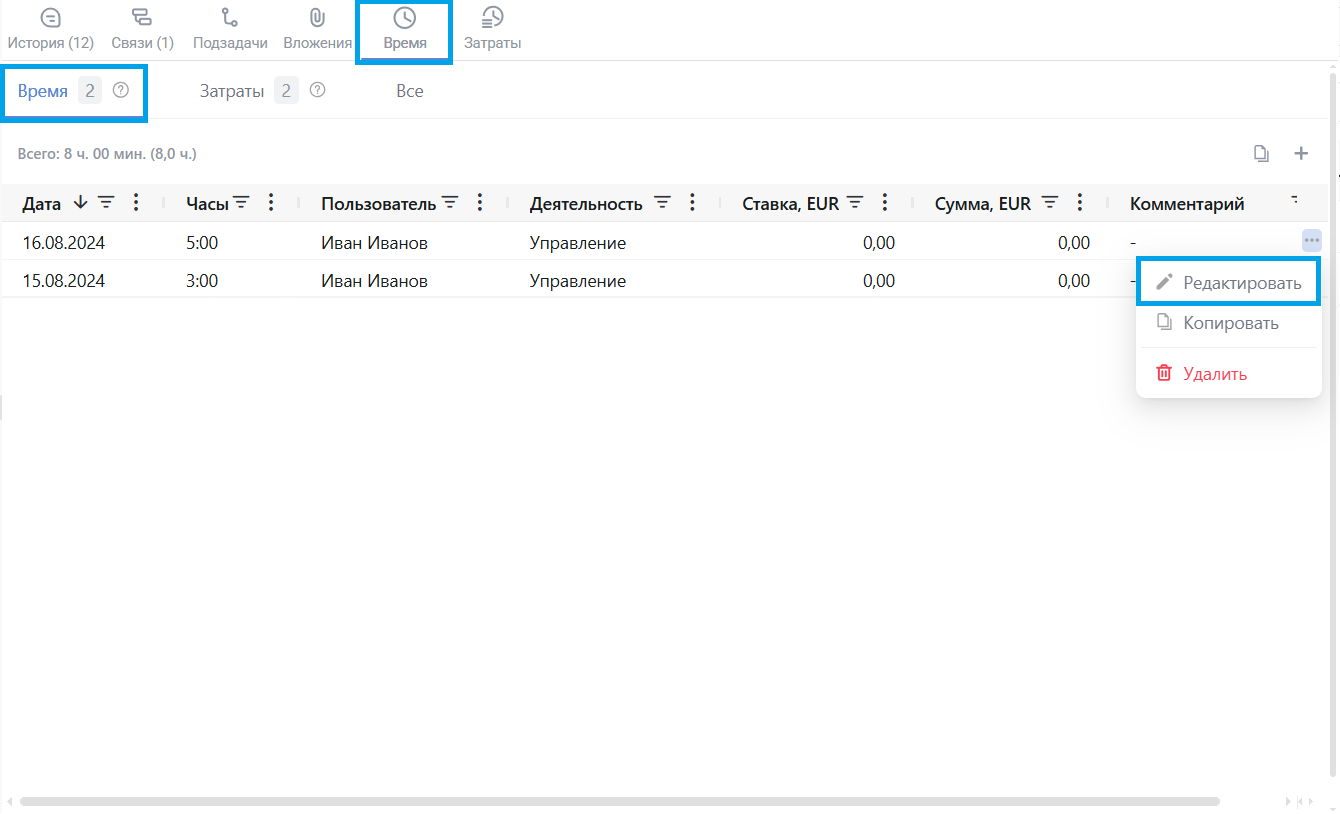 История (12) Связи (1) Подзадачи Вложения Время Затраты
Время 2 Затраты 2 Все
Всего: 8 ч. 00 мин. (8,0 ч.)
Дата Часы Пользователь Деятельность Ставка, EUR Сумма, EUR Комментарий
16.08.2024 5:00 Иван Иванов Управление 0,00 0,00 -
15.08.2024 3:00 Иван Иванов Управление 0,00 0,00 -
Редактировать
Копировать
Удалить